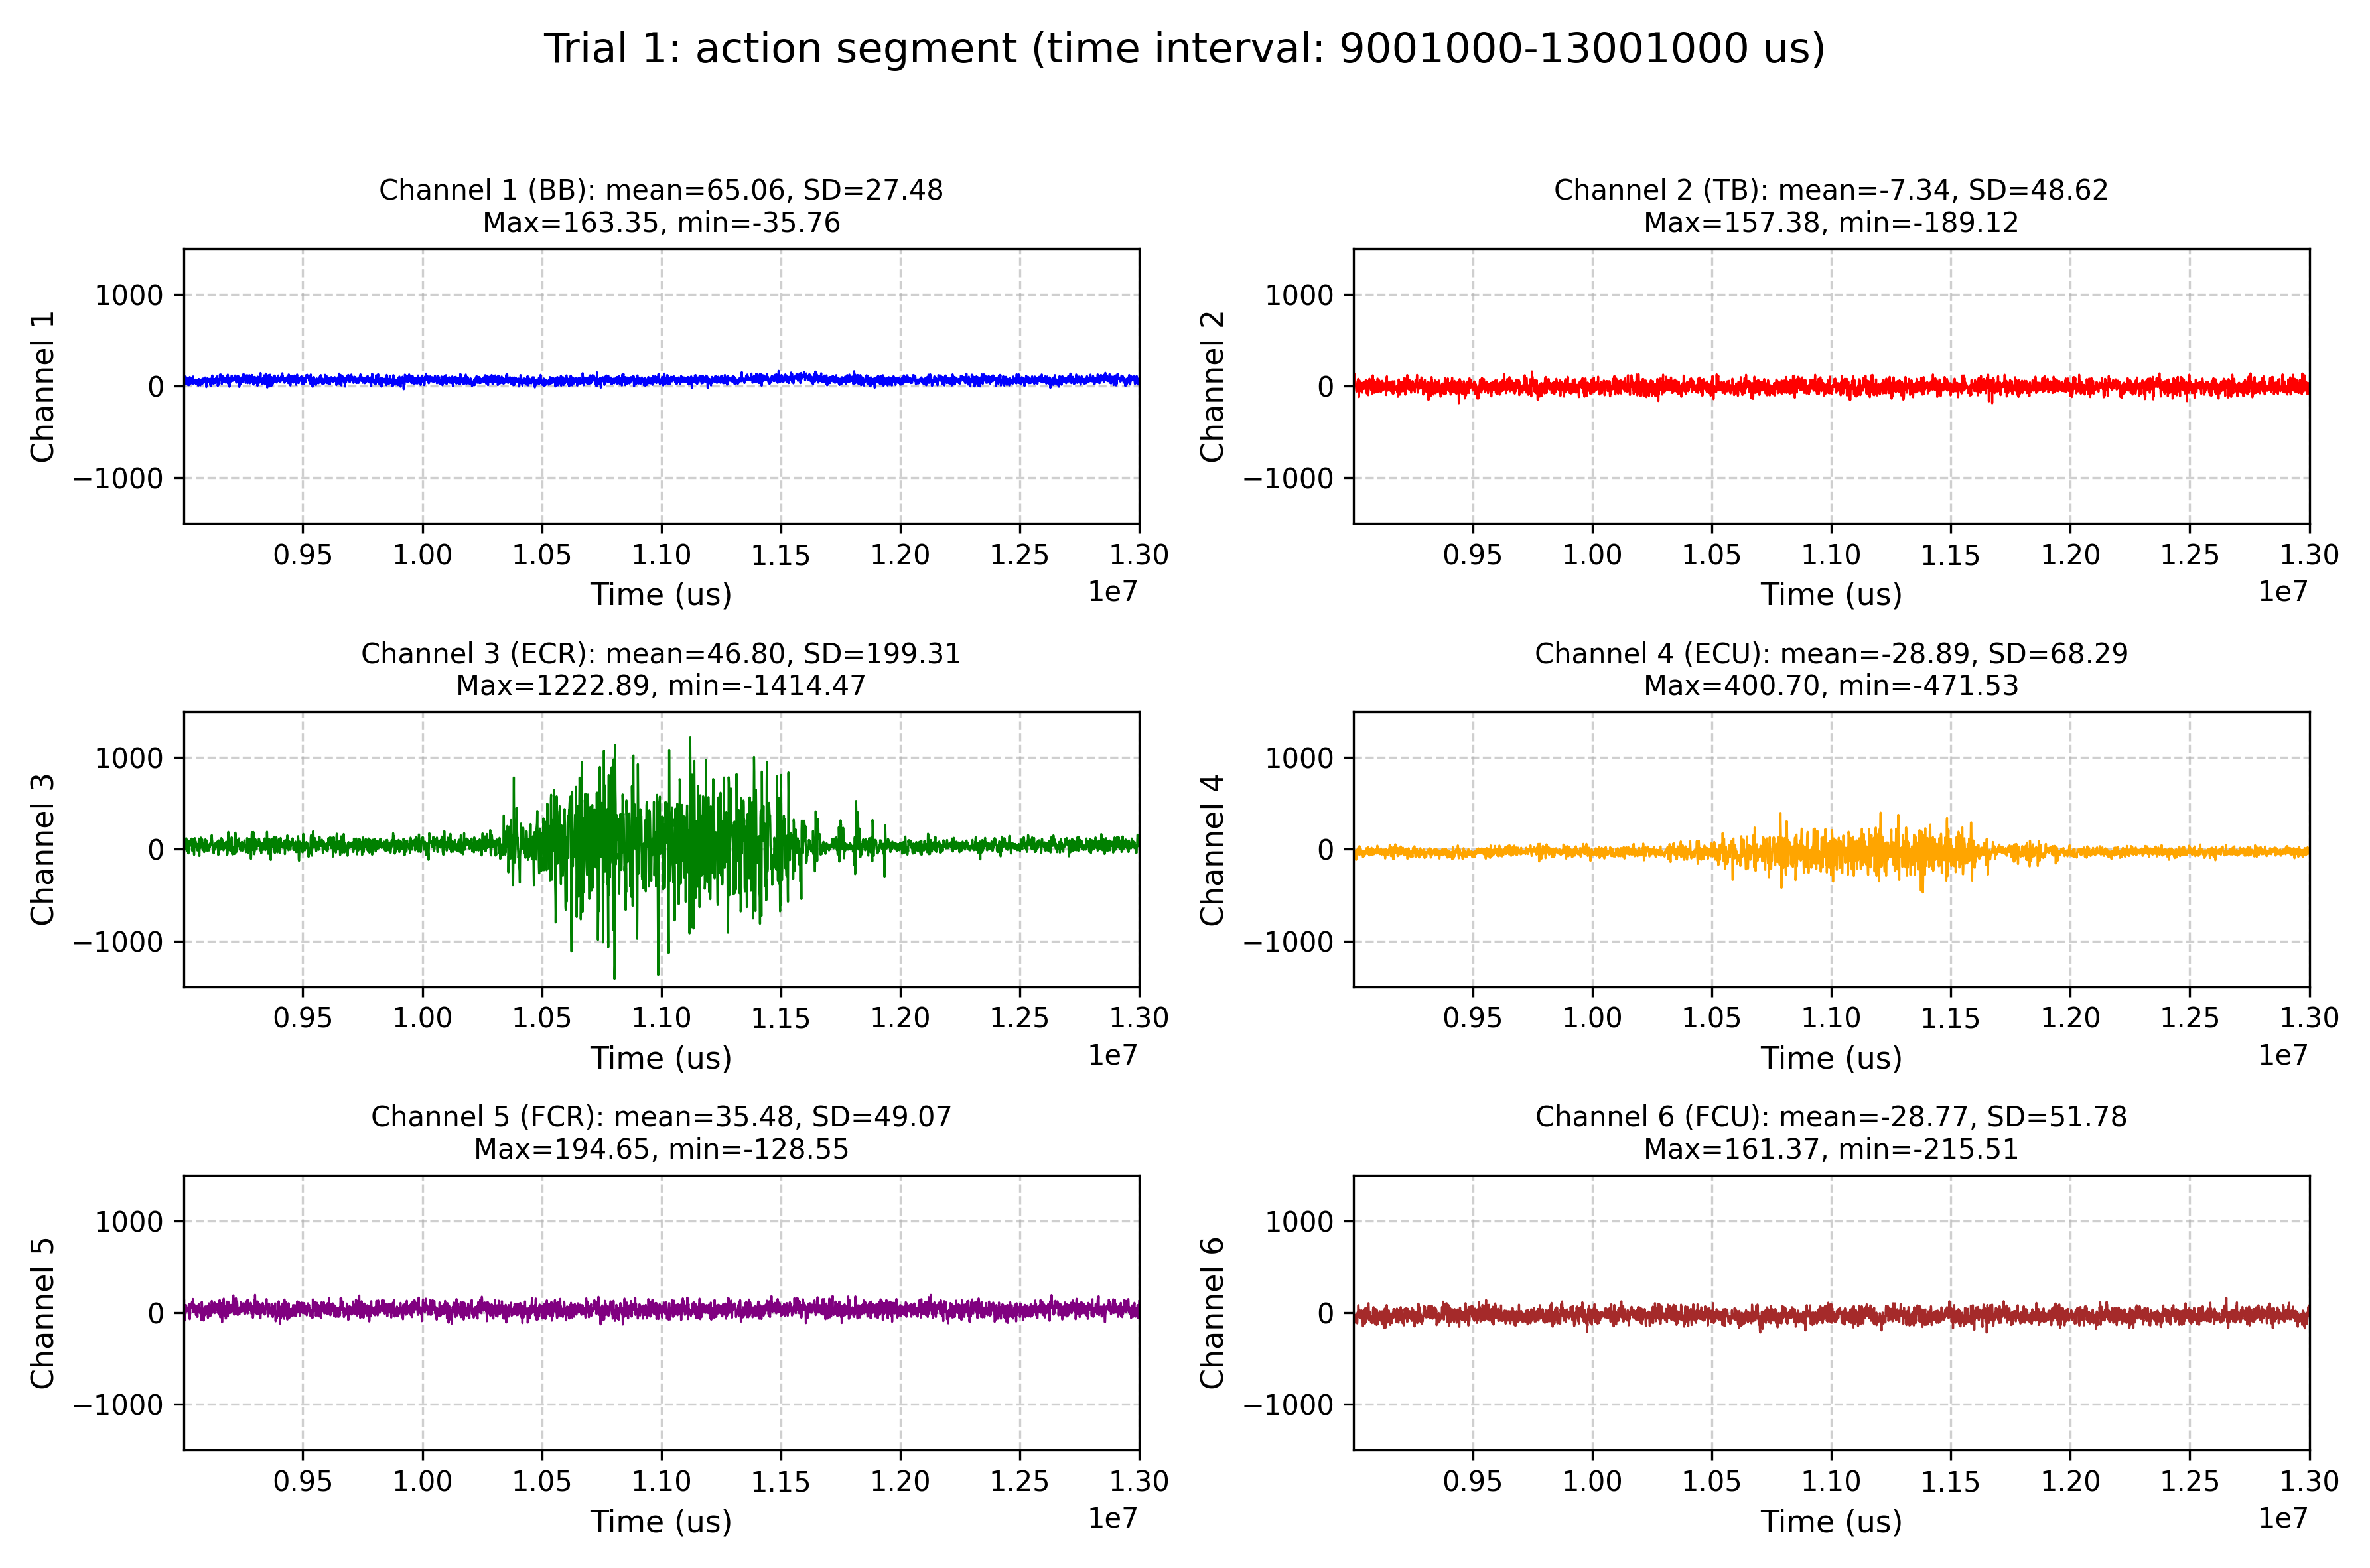 Trial 1: action segment (time interval: 9001000-13001000 us)
Channel 1 (BB): mean=65.06, SD=27.48
Max=163.35, min=-35.76
Channel 1
1000
0
−1000
0.95 1.00 1.05 1.10 1.15 1.20 1.25 1.30
Time (us)
1e7
Channel 2 (TB): mean=-7.34, SD=48.62
Max=157.38, min=-189.12
Channel 2
1000
0
−1000
0.95 1.00 1.05 1.10 1.15 1.20 1.25 1.30
Time (us)
1e7
Channel 3 (ECR): mean=46.80, SD=199.31
Max=1222.89, min=-1414.47
Channel 3
1000
0
−1000
0.95 1.00 1.05 1.10 1.15 1.20 1.25 1.30
Time (us)
1e7
Channel 4 (ECU): mean=-28.89, SD=68.29
Max=400.70, min=-471.53
Channel 4
1000
0
−1000
0.95 1.00 1.05 1.10 1.15 1.20 1.25 1.30
Time (us)
1e7
Channel 5 (FCR): mean=35.48, SD=49.07
Max=194.65, min=-128.55
Channel 5
1000
0
−1000
0.95 1.00 1.05 1.10 1.15 1.20 1.25 1.30
Time (us)
1e7
Channel 6 (FCU): mean=-28.77, SD=51.78
Max=161.37, min=-215.51
Channel 6
1000
0
−1000
0.95 1.00 1.05 1.10 1.15 1.20 1.25 1.30
Time (us)
1e7